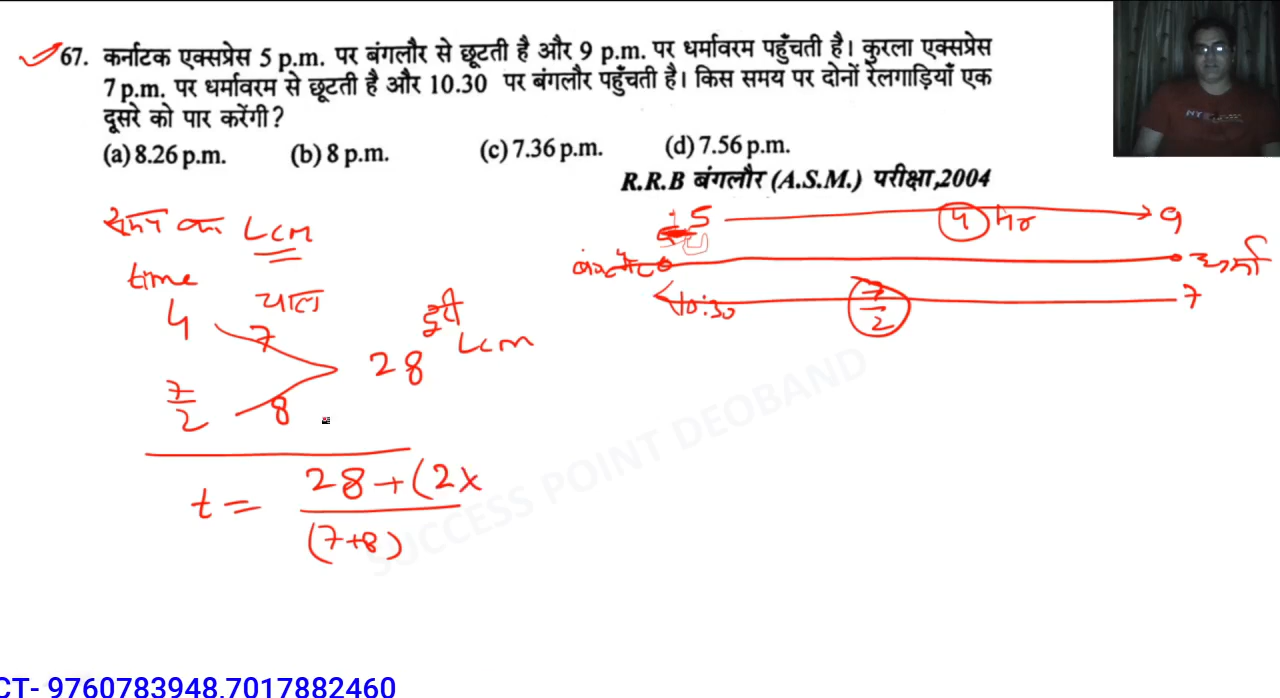 67. कर्नाटक एक्सप्रेस 5 p.m. पर बंगलौर से छूटती है और 9 p.m. पर धर्मावरम पहुँचती है। कुरला एक्सप्रेस
7 p.m. पर धर्मावरम से छूटती है और 10.30 पर बंगलौर पहुँचती है। किस समय पर दोनों रेलगाड़ियाँ एक
दूसरे को पार करेंगी?
(a) 8.26 p.m. (b) 8 p.m. (c) 7.36 p.m. (d) 7.56 p.m.
R.R.B बंगलौर (A.S.M.) परीक्षा,2004
समय का LCM
5 4 9
time
चाल
10:30 7/2 7
4 7
दूरी
LCM
28
7/2 8
t = 28+(2x
(7+8)
SUCCESS POINT DEOBAND
CT- 9760783948,7017882460